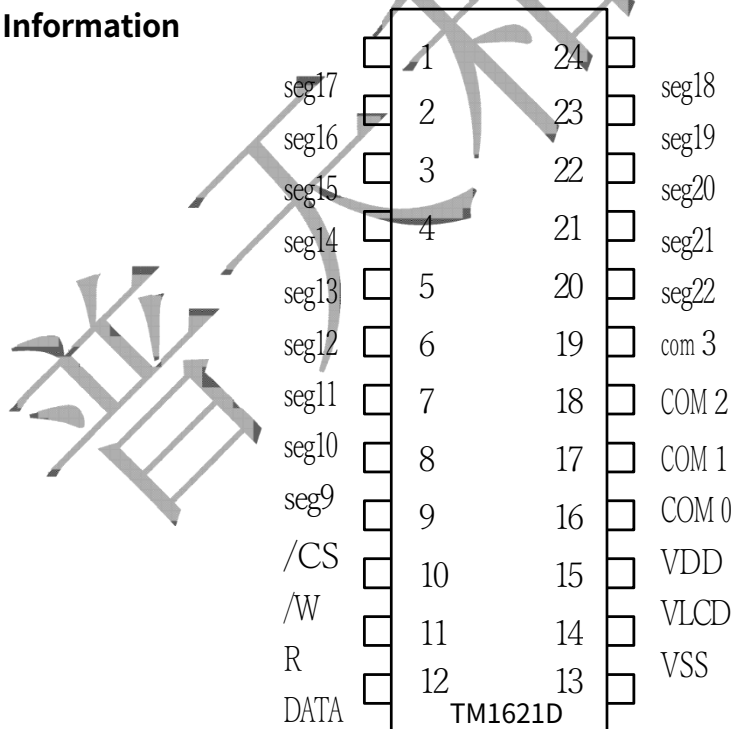 Information
1 24
seg17 seg18
2 23
seg16 seg19
3 22
seg15 seg20
4 21
seg14 seg21
5 20
seg13 seg22
seg12 6 19 com 3
seg11 7 18 COM 2
seg10 8 17 COM 1
seg9 COM 0
9 16
/CS VDD
10 15
/W VLCD
11 14
R VSS
12 13
DATA TM1621D